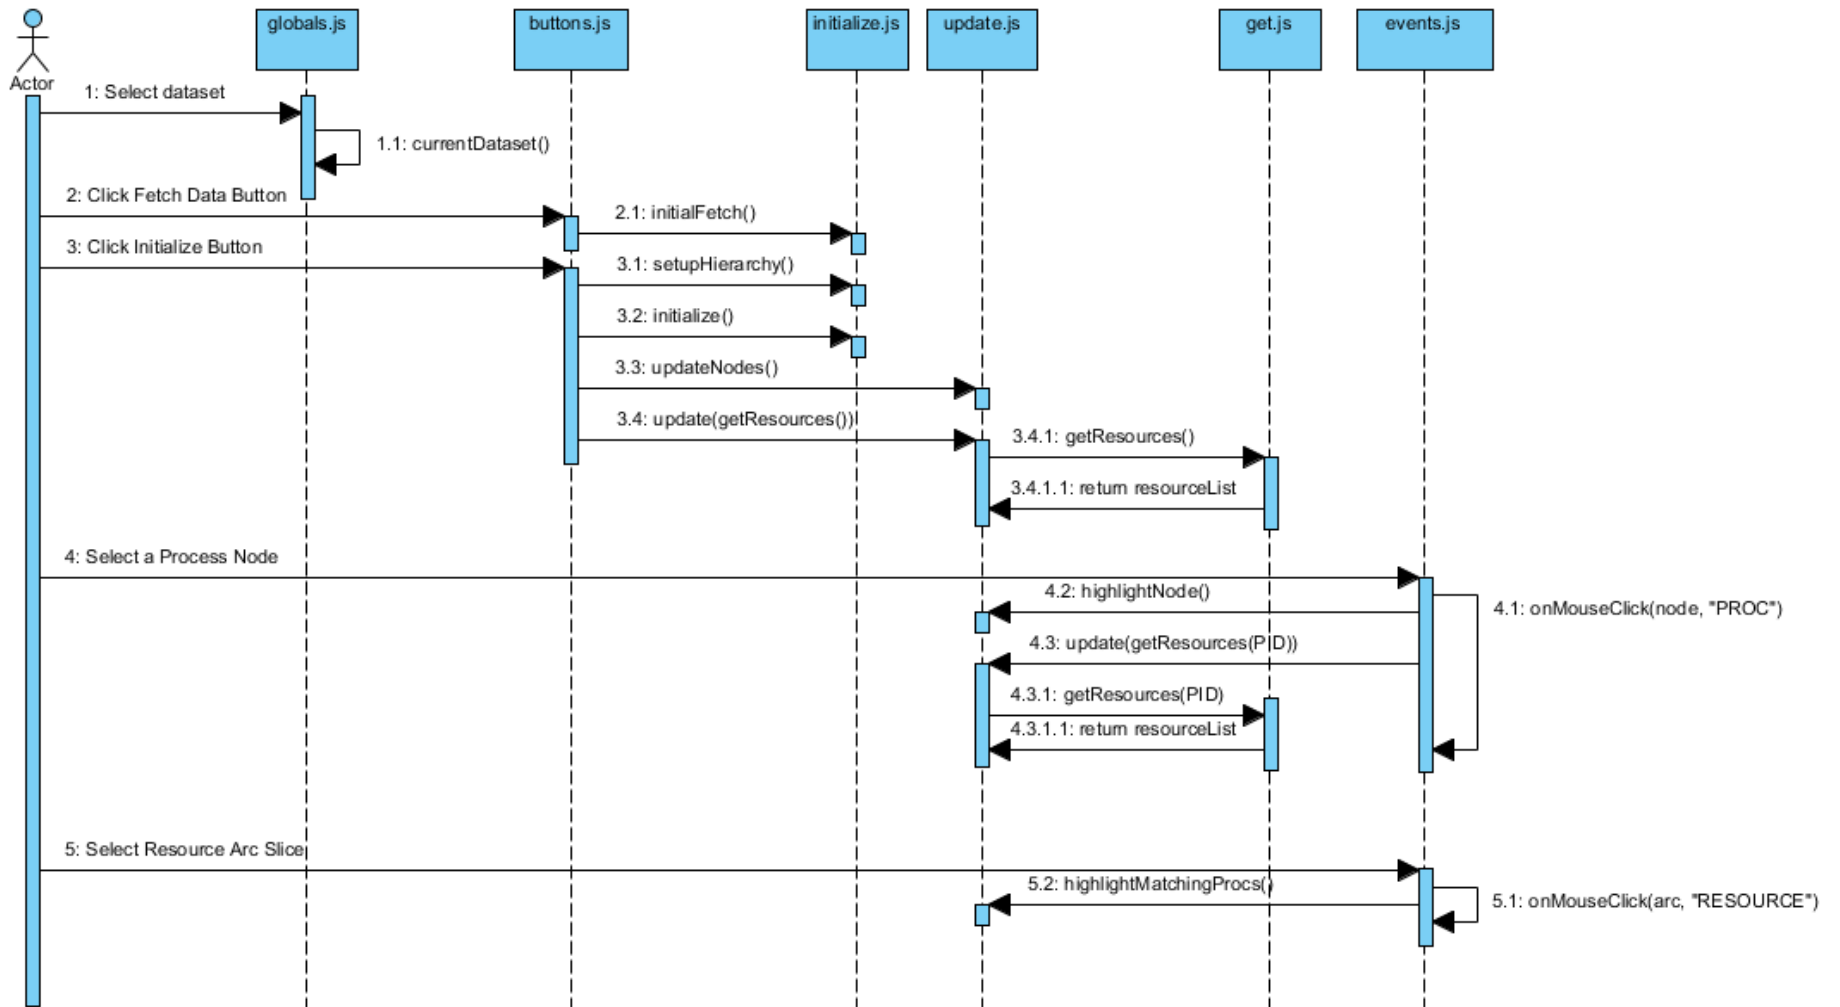 globals.js
buttons.js
initialize.js
update.js
get.js
events.js
Actor
1: Select dataset
1.1: currentDataset()
2: Click Fetch Data Button
2.1: initialFetch()
3: Click Initialize Button
3.1: setupHierarchy()
3.2: initialize()
3.3: updateNodes()
3.4: update(getResources())
3.4.1: getResources()
3.4.1.1: return resourceList
4: Select a Process Node
4.2: highlightNode()
4.1: onMouseClick(node, "PROC")
4.3: update(getResources(PID))
4.3.1: getResources(PID)
4.3.1.1: return resourceList
5: Select Resource Arc Slice
5.2: highlightMatchingProcs()
5.1: onMouseClick(arc, "RESOURCE")